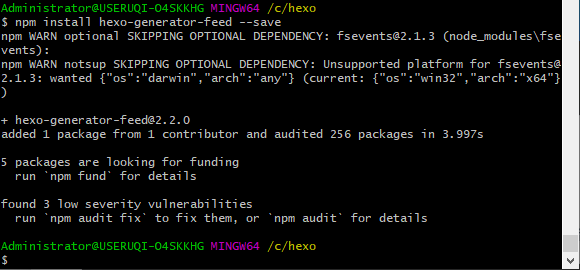 Administrator@USERUQI-O4SKKHG MINGW64 /c/hexo
$ npm install hexo-generator-feed --save
npm WARN optional SKIPPING OPTIONAL DEPENDENCY: fsevents@2.1.3 (node_modules\fse
vents):
npm WARN notsup SKIPPING OPTIONAL DEPENDENCY: Unsupported platform for fsevents@
2.1.3: wanted {"os":"darwin","arch":"any"} (current: {"os":"win32","arch":"x64"}
)
+ hexo-generator-feed@2.2.0
added 1 package from 1 contributor and audited 256 packages in 3.997s
5 packages are looking for funding
run `npm fund` for details
found 3 low severity vulnerabilities
run `npm audit fix` to fix them, or `npm audit` for details
Administrator@USERUQI-O4SKKHG MINGW64 /c/hexo
$